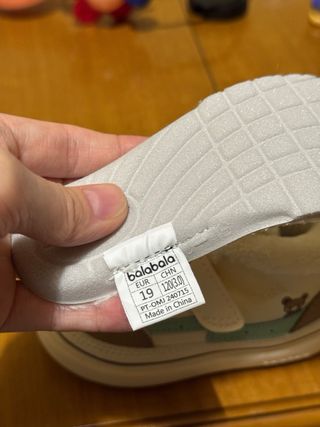 balabala
EUR CHN
19 120(3.0)
PT-OMJ 240715
Made in China